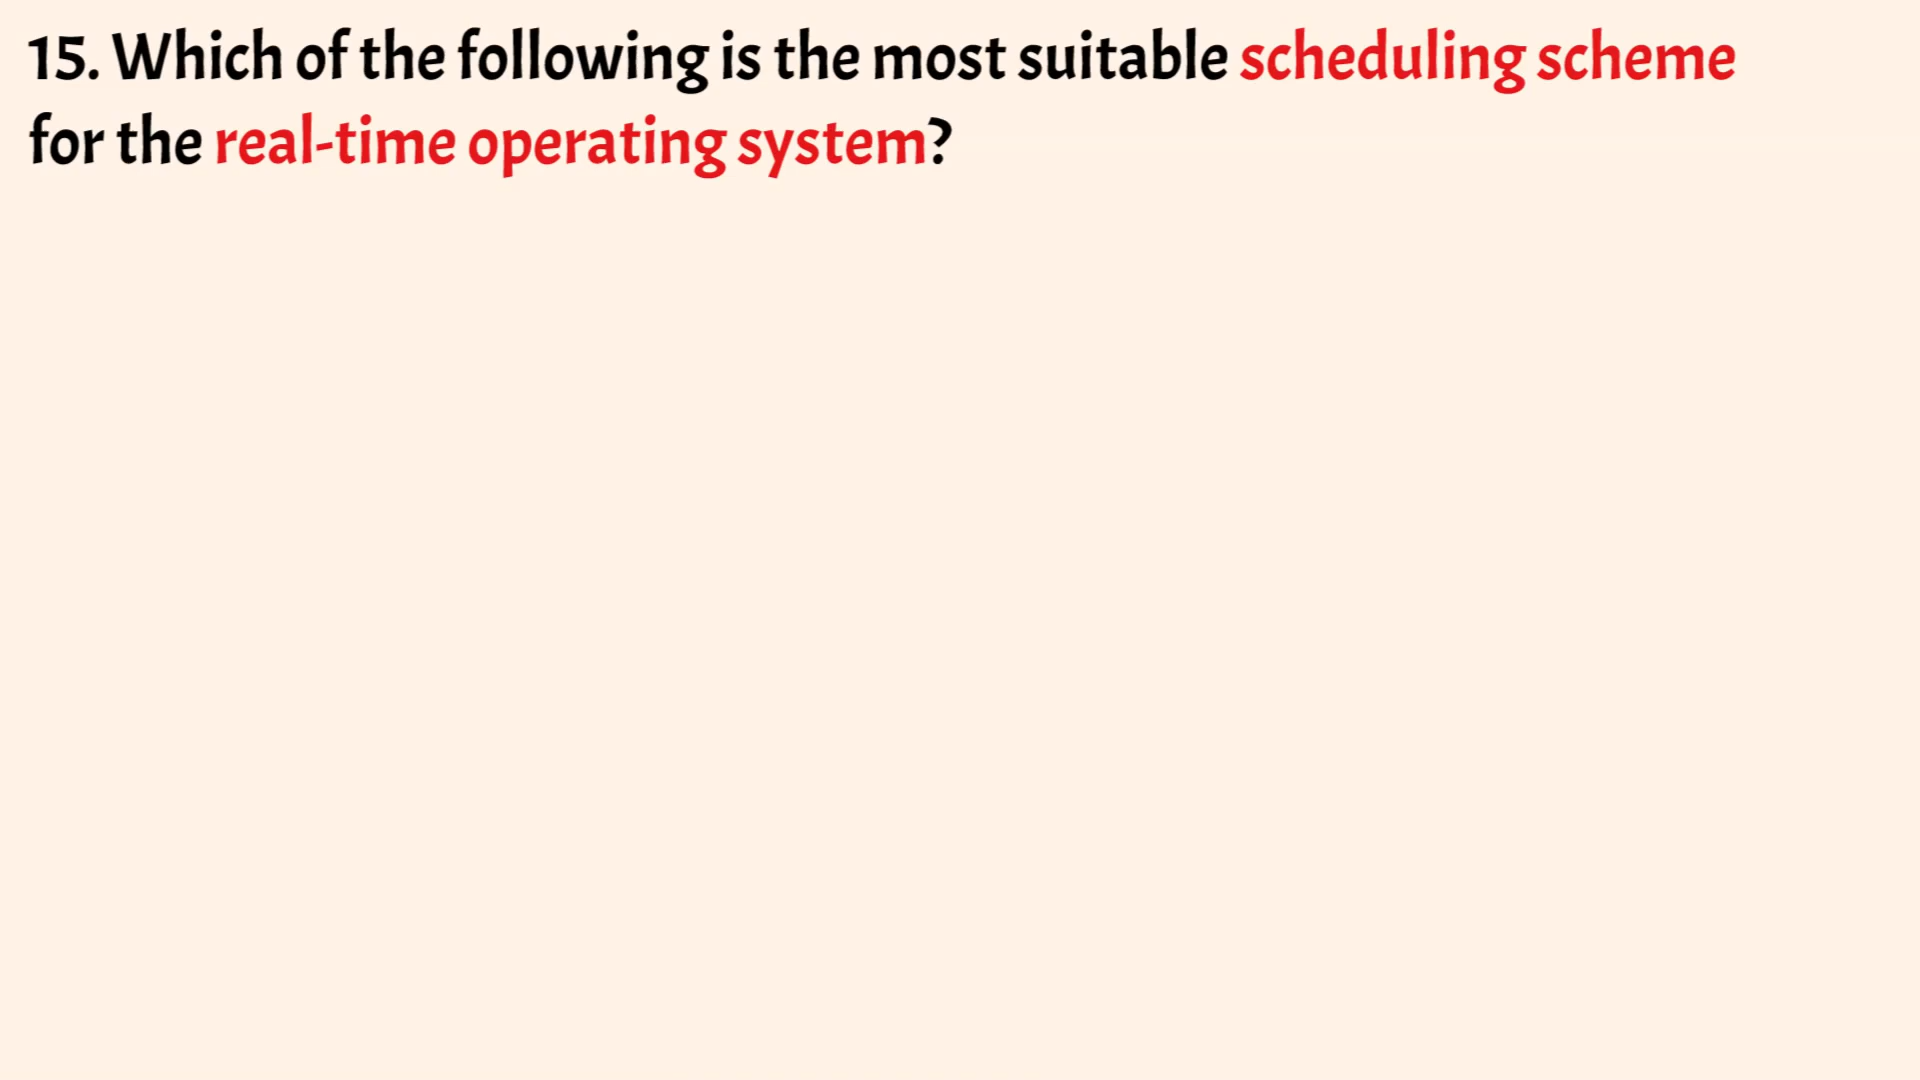 15. Which of the following is the most suitable scheduling scheme
for the real-time operating system?